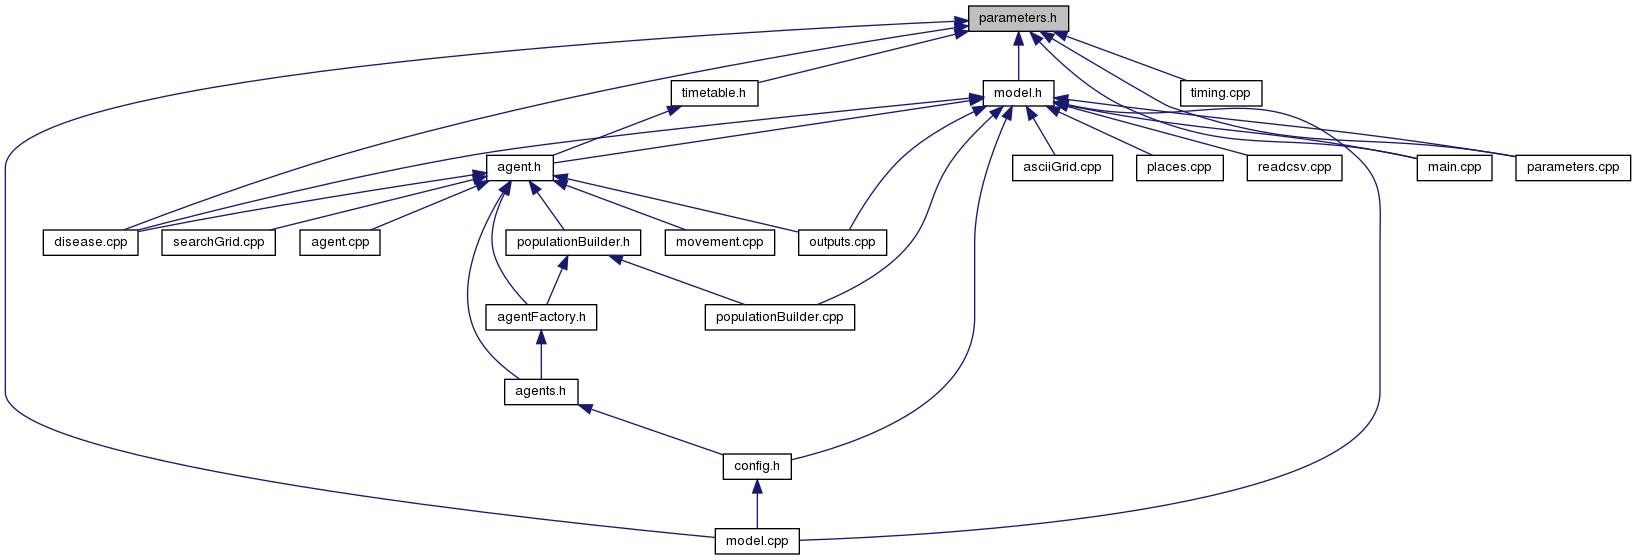 parameters.h
timetable.h
model.h
timing.cpp
agent.h
asciiGrid.cpp
places.cpp
readcsv.cpp
main.cpp
parameters.cpp
disease.cpp
searchGrid.cpp
agent.cpp
populationBuilder.h
movement.cpp
outputs.cpp
agentFactory.h
populationBuilder.cpp
agents.h
config.h
model.cpp